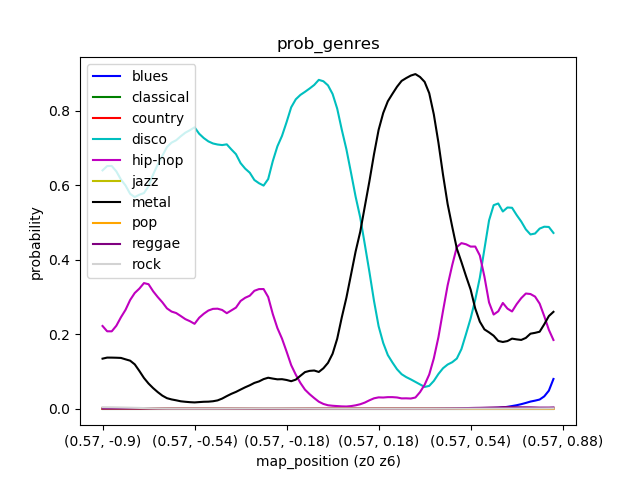 prob_genres
blues
classical
country
disco
hip-hop
jazz
metal
pop
reggae
rock
probability
0.8
0.6
0.4
0.2
0.0
(0.57, -0.9) (0.57, -0.54) (0.57, -0.18) (0.57, 0.18) (0.57, 0.54) (0.57, 0.88)
map_position (z0 z6)